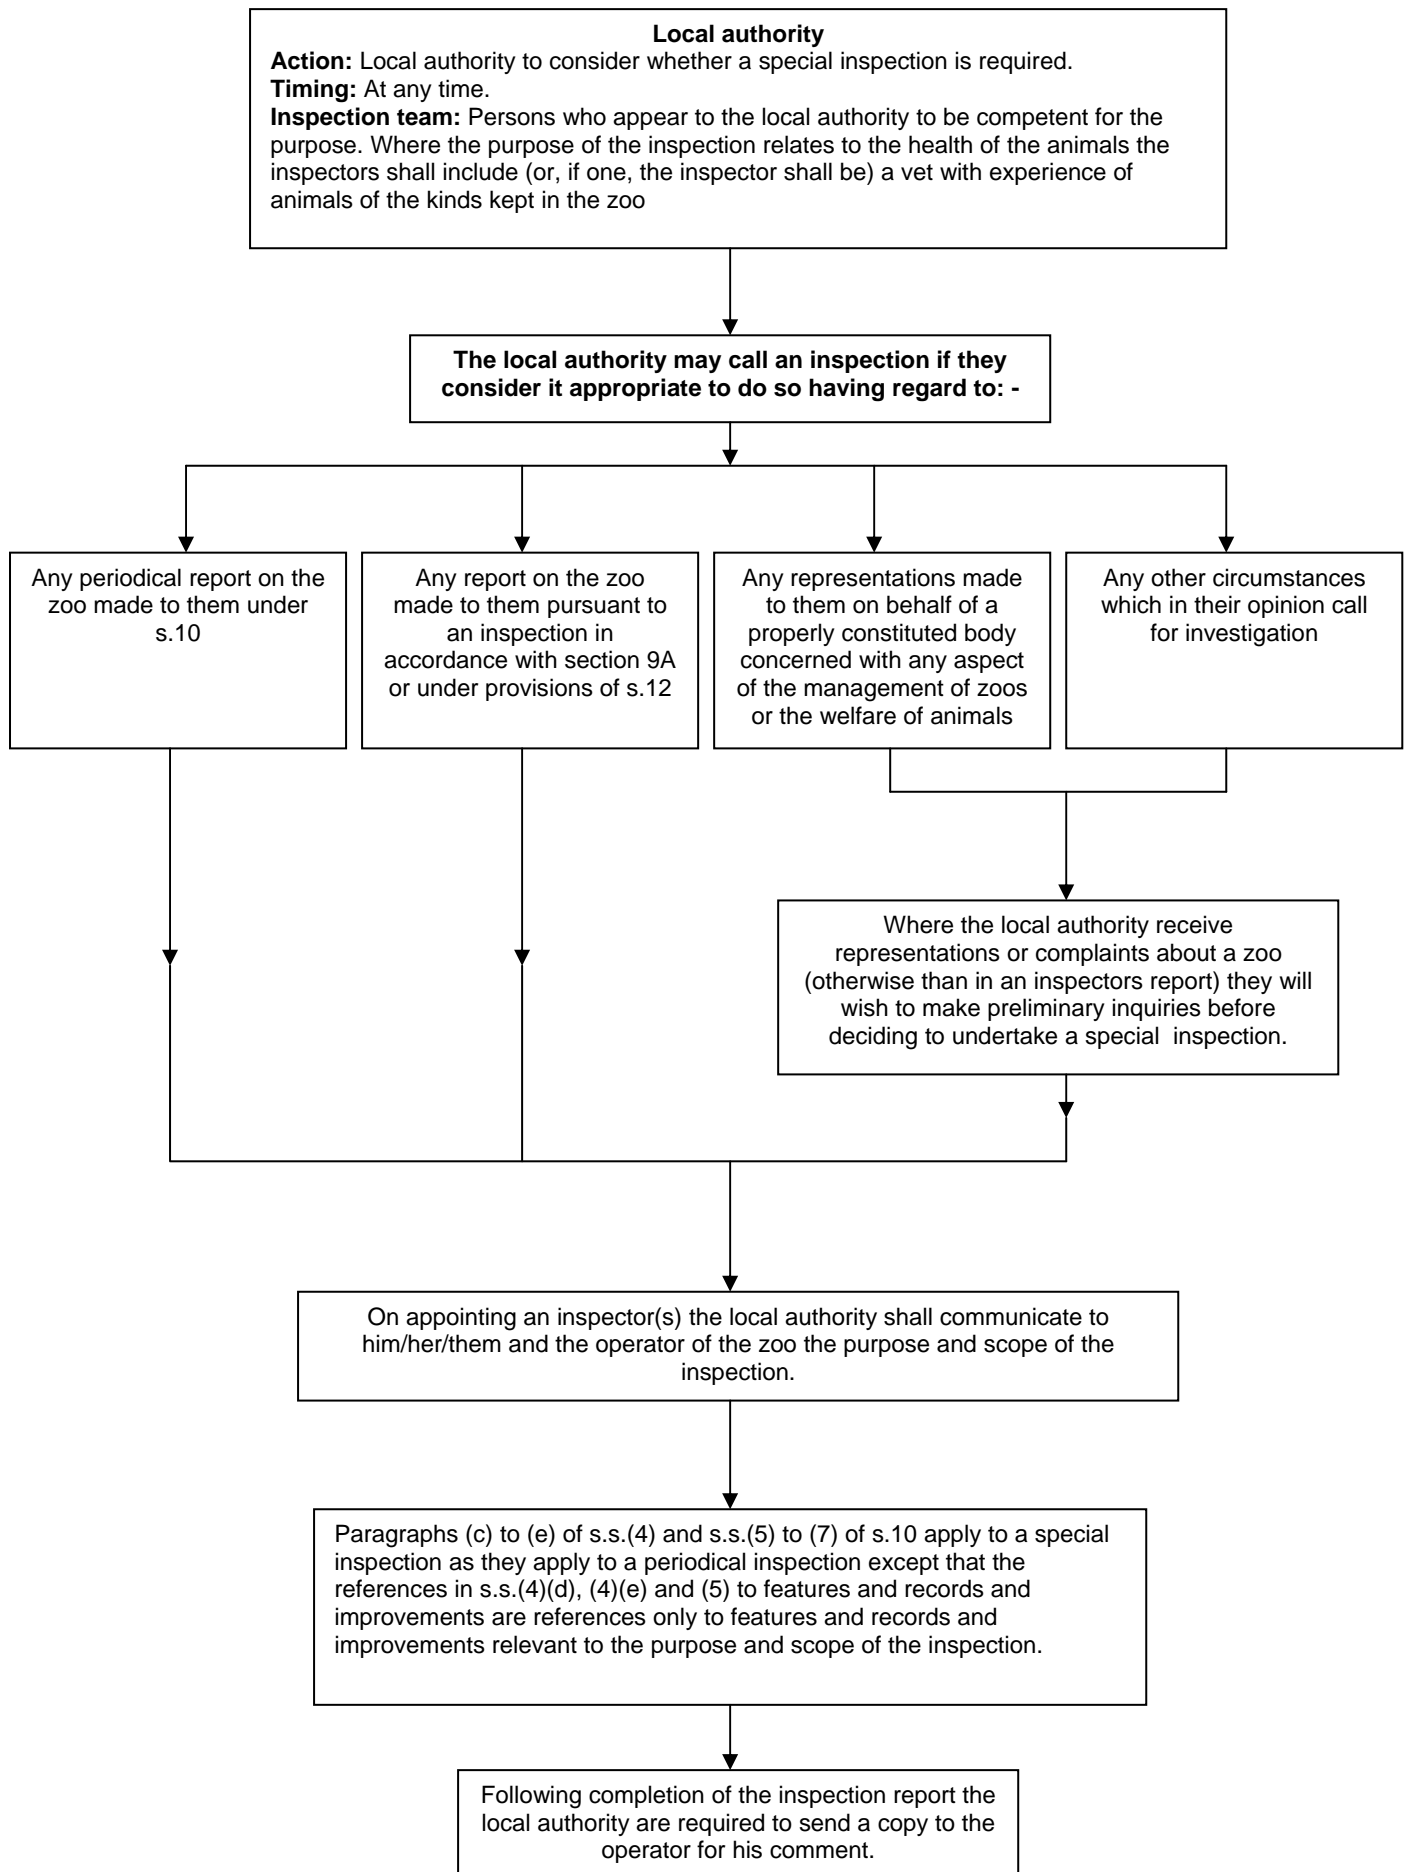 Local authority
Action: Local authority to consider whether a special inspection is required.
Timing: At any time.
Inspection team: Persons who appear to the local authority to be competent for the
purpose. Where the purpose of the inspection relates to the health of the animals the
inspectors shall include (or, if one, the inspector shall be) a vet with experience of
animals of the kinds kept in the zoo
The local authority may call an inspection if they
consider it appropriate to do so having regard to: -
Any periodical report on the
zoo made to them under
s.10
Any report on the zoo
made to them pursuant to
an inspection in
accordance with section 9A
or under provisions of s.12
Any representations made
to them on behalf of a
properly constituted body
concerned with any aspect
of the management of zoos
or the welfare of animals
Any other circumstances
which in their opinion call
for investigation
Where the local authority receive
representations or complaints about a zoo
(otherwise than in an inspectors report) they will
wish to make preliminary inquiries before
deciding to undertake a special  inspection.
On appointing an inspector(s) the local authority shall communicate to
him/her/them and the operator of the zoo the purpose and scope of the
inspection.
Paragraphs (c) to (e) of s.s.(4) and s.s.(5) to (7) of s.10 apply to a special
inspection as they apply to a periodical inspection except that the
references in s.s.(4)(d), (4)(e) and (5) to features and records and
improvements are references only to features and records and
improvements relevant to the purpose and scope of the inspection.
Following completion of the inspection report the
local authority are required to send a copy to the
operator for his comment.